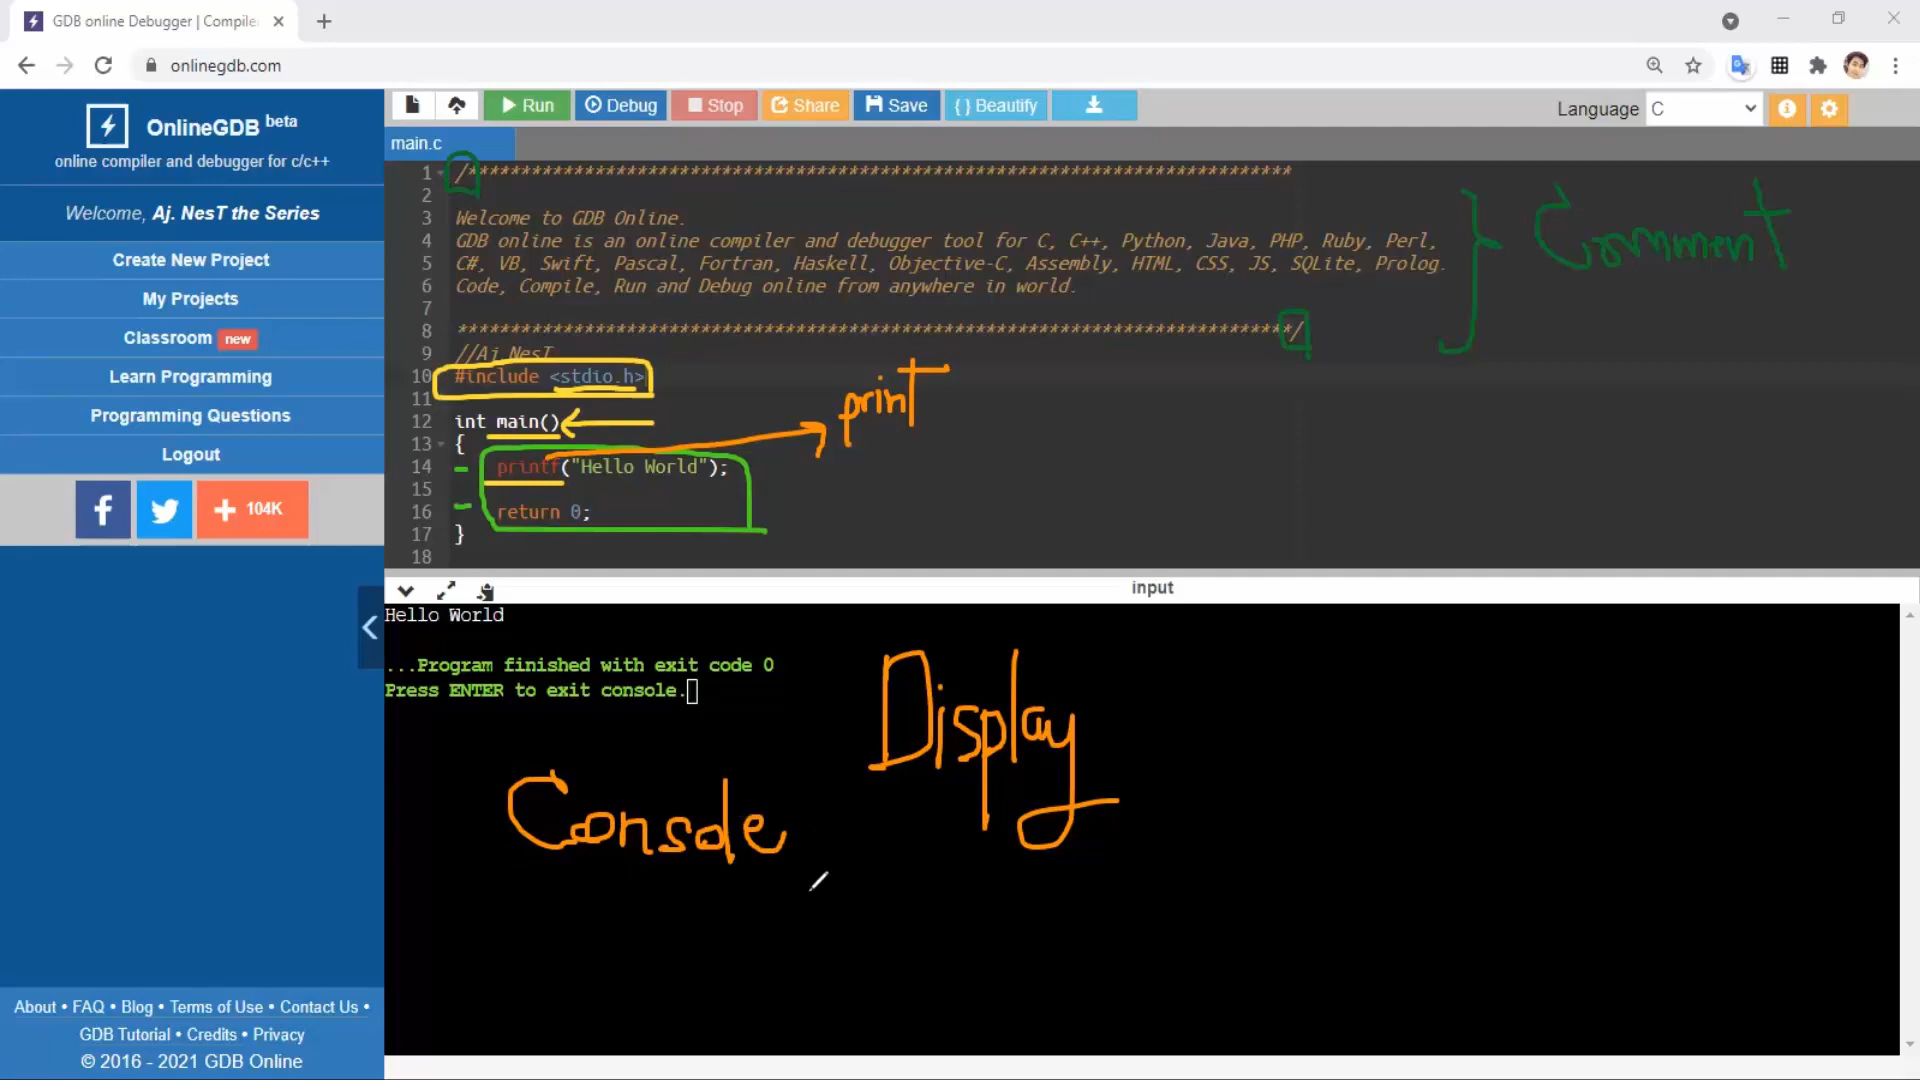 GDB online Debugger | Compile
onlinegdb.com
OnlineGDB beta
online compiler and debugger for c/c++
Welcome, Aj. NesT the Series
Create New Project
My Projects
Classroom new
Learn Programming
Programming Questions
Logout
104K
About • FAQ • Blog • Terms of Use • Contact Us •
GDB Tutorial • Credits • Privacy
© 2016 - 2021 GDB Online
Run Debug Stop Share Save {} Beautify
Language C
main.c
1 /******************************************************************************
2
3 Welcome to GDB Online.
4 GDB online is an online compiler and debugger tool for C, C++, Python, Java, PHP, Ruby, Perl,
5 C#, VB, Swift, Pascal, Fortran, Haskell, Objective-C, Assembly, HTML, CSS, JS, SQLite, Prolog.
6 Code, Compile, Run and Debug online from anywhere in world.
7
8 *******************************************************************************/
9 //Aj NesT
10 #include <stdio.h>
11
12 int main()
13 {
14 printf("Hello World");
15
16 return 0;
17 }
18
Comment
print
input
Hello World
...Program finished with exit code 0
Press ENTER to exit console.
Display
Console